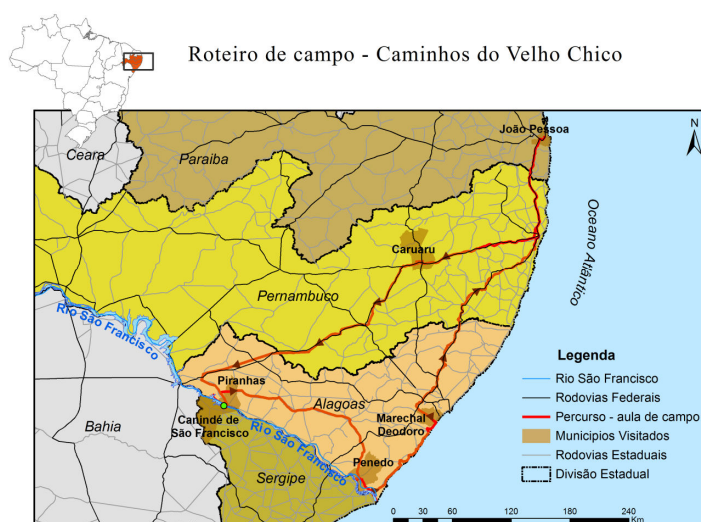 Roteiro de campo - Caminhos do Velho Chico
João Pessoa
N
Ceara
Paraiba
Oceano Atlântico
Caruaru
Pernambuco
Rio São Francisco
Legenda
Rio São Francisco
Rodovias Federais
Percurso - aula de campo
Municipios Visitados
Rodovias Estaduais
Divisão Estadual
Piranhas
Alagoas
Canindé de
São Francisco
Marechal
Deodoro
Bahia
Rio São Francisco
Penedo
Sergipe
0 30 60 120 180 240
Km